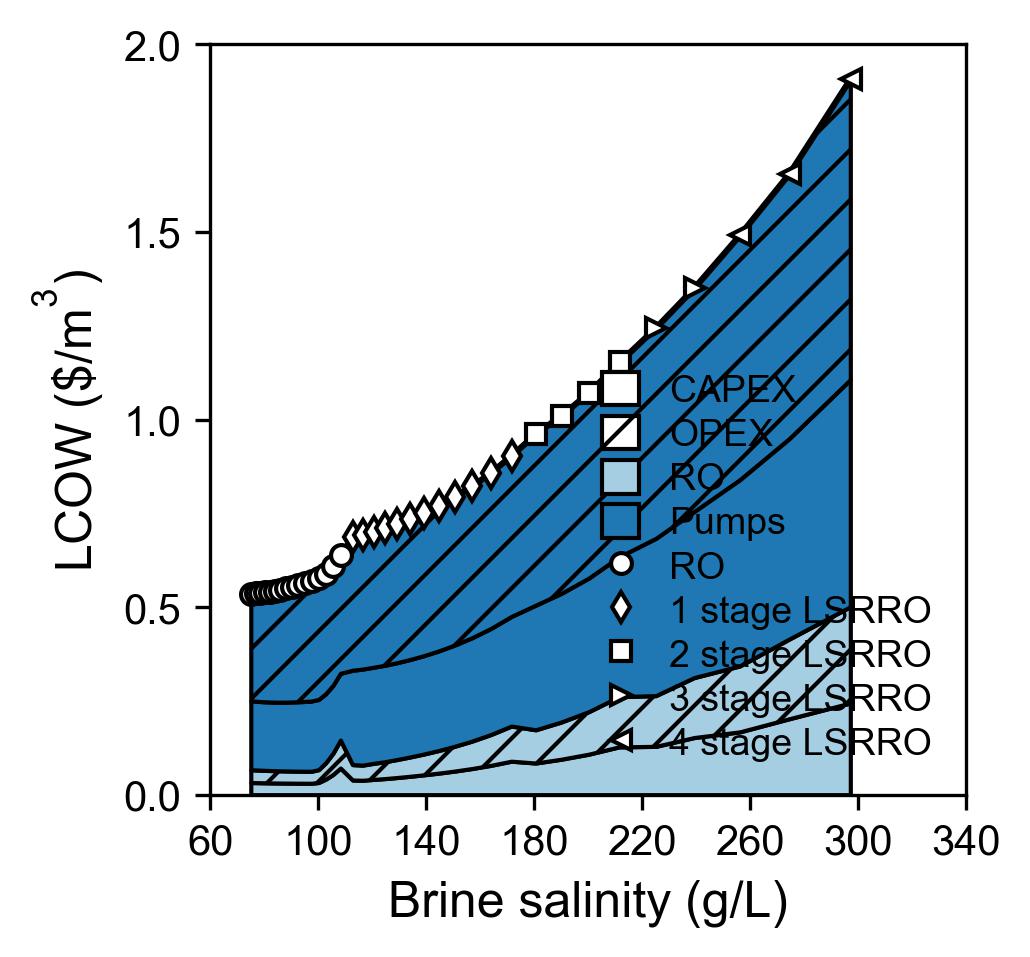 2.0
1.5
1.0
0.5
0.0
LCOW ($/m³)
CAPEX
OPEX
RO
Pumps
RO
1 stage LSRRO
2 stage LSRRO
3 stage LSRRO
4 stage LSRRO
60 100 140 180 220 260 300 340
Brine salinity (g/L)